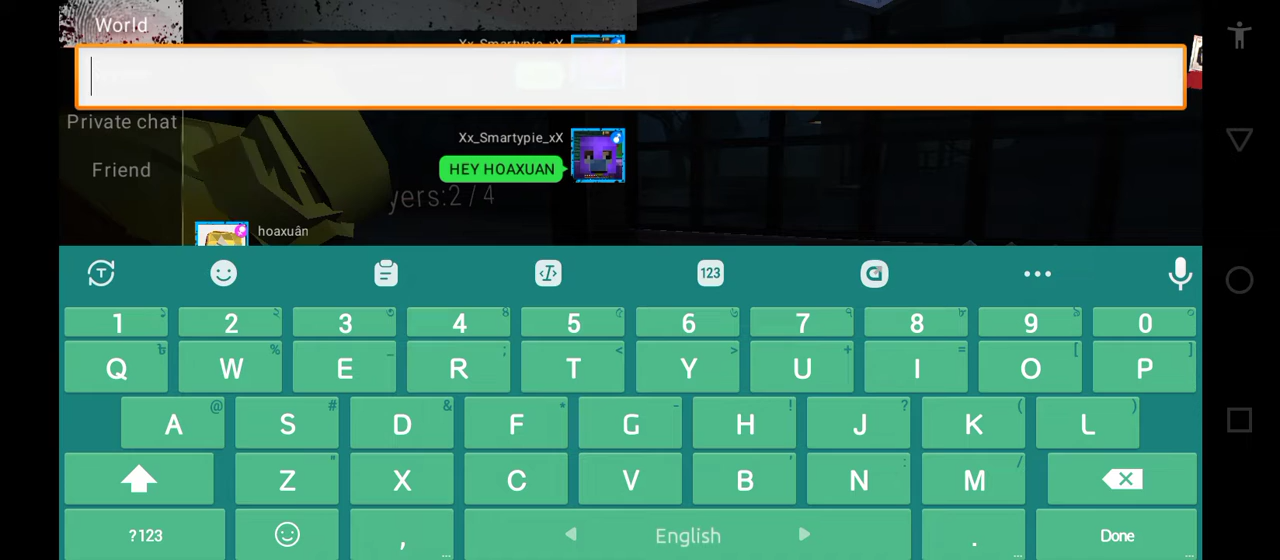 World
Xx_Smartypie_xX
Private chat
Xx_Smartypie_xX
HEY HOAXUAN
Friend
yers:2 / 4
hoaxuân
123
1 2 3 4 5 6 7 8 9 0
Q W E R T Y U I O P
A S D F G H J K L
Z X C V B N M
?123 , English . Done